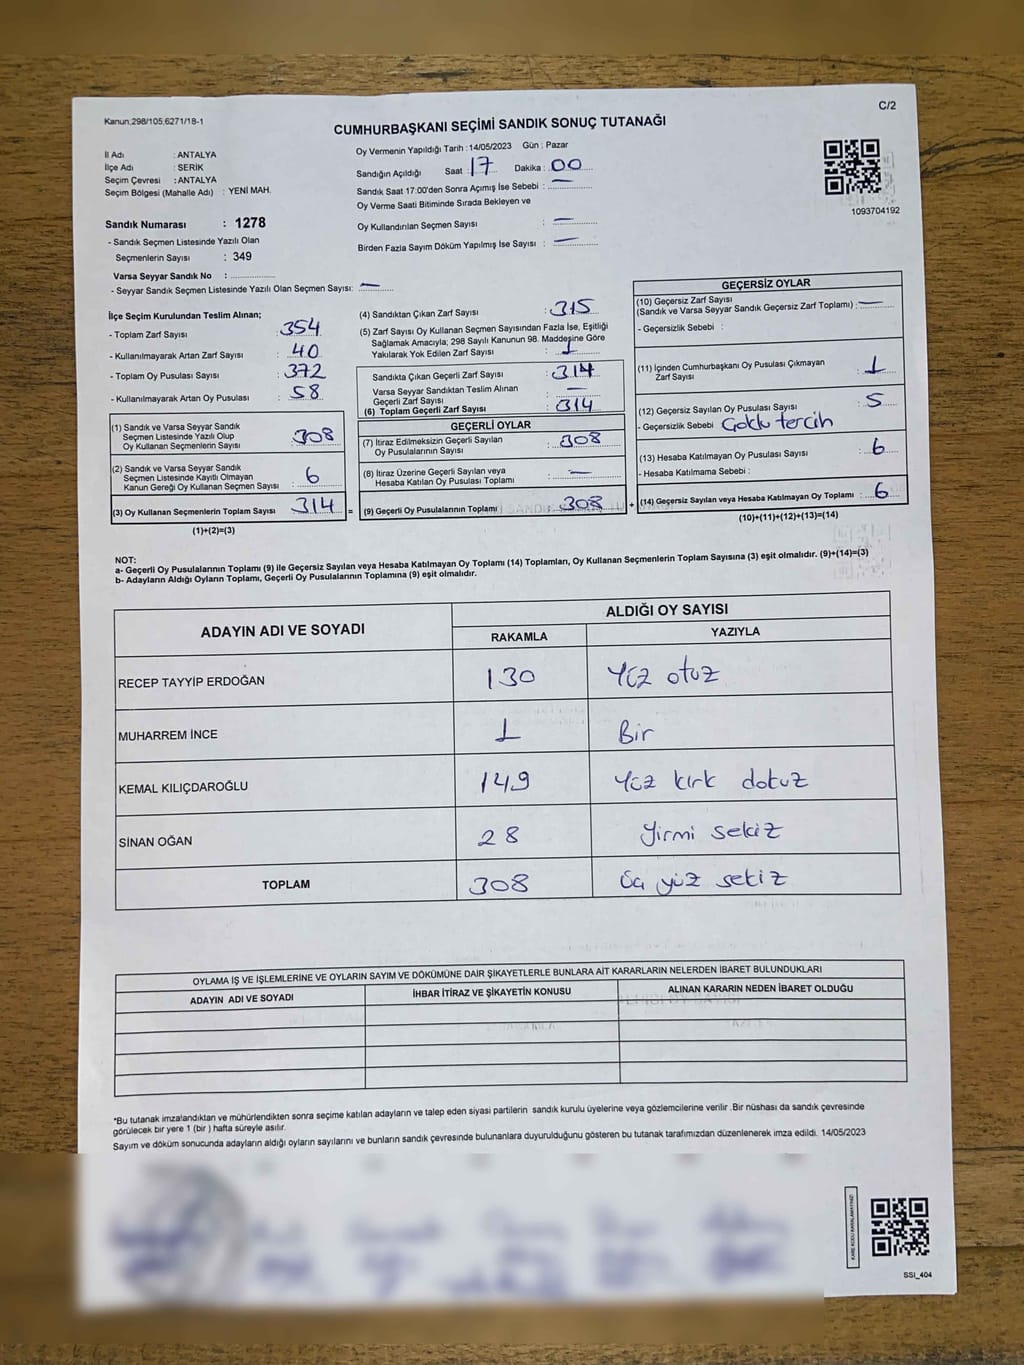 Kanun,298/105,6271/18-1
C/2
CUMHURBAŞKANI SEÇİMİ SANDIK SONUÇ TUTANAĞI
İl Adı : ANTALYA
İlçe Adı : SERİK
Seçim Çevresi : ANTALYA
Seçim Bölgesi (Mahalle Adı) : YENİ MAH.
Sandık Numarası : 1278
- Sandık Seçmen Listesinde Yazılı Olan
Seçmenlerin Sayısı : 349
Varsa Seyyar Sandık No : ................
- Seyyar Sandık Seçmen Listesinde Yazılı Olan Seçmen Sayısı: —
Oy Vermenin Yapıldığı Tarih : 14/05/2023 Gün : Pazar
Sandığın Açıldığı Saat : 17 Dakika : 00
Sandık Saat 17:00'den Sonra Açımış İse Sebebi : —
Oy Verme Saati Bitiminde Sırada Bekleyen ve
Oy Kullandırılan Seçmen Sayısı : —
Birden Fazla Sayım Döküm Yapılmış İse Sayısı : —
1093704192
İlçe Seçim Kurulundan Teslim Alınan;
- Toplam Zarf Sayısı : 354
- Kullanılmayarak Artan Zarf Sayısı : 40
- Toplam Oy Pusulası Sayısı : 372
- Kullanılmayarak Artan Oy Pusulası : 58
(1) Sandık ve Varsa Seyyar Sandık
Seçmen Listesinde Yazılı Olup
Oy Kullanan Seçmenlerin Sayısı : 308
(2) Sandık ve Varsa Seyyar Sandık
Seçmen Listesinde Kayıtlı Olmayan
Kanun Gereği Oy Kullanan Seçmen Sayısı : 6
(3) Oy Kullanan Seçmenlerin Toplam Sayısı : 314 =
(1)+(2)=(3)
(4) Sandıktan Çıkan Zarf Sayısı : 315
(5) Zarf Sayısı Oy Kullanan Seçmen Sayısından Fazla İse, Eşitliği
Sağlamak Amacıyla; 298 Sayılı Kanunun 98. Maddesine Göre
Yakılarak Yok Edilen Zarf Sayısı : 1
Sandıkta Çıkan Geçerli Zarf Sayısı : 314
Varsa Seyyar Sandıktan Teslim Alınan
Geçerli Zarf Sayısı : —
(6) Toplam Geçerli Zarf Sayısı : 314
GEÇERLİ OYLAR
(7) İtiraz Edilmeksizin Geçerli Sayılan
Oy Pusulalarının Sayısı : 308
(8) İtiraz Üzerine Geçerli Sayılan veya
Hesaba Katılan Oy Pusulası Toplamı : —
(9) Geçerli Oy Pusulalarının Toplamı : 308 +
GEÇERSİZ OYLAR
(10) Geçersiz Zarf Sayısı
(Sandık ve Varsa Seyyar Sandık Geçersiz Zarf Toplamı) : —
- Geçersizlik Sebebi :
(11) İçinden Cumhurbaşkanı Oy Pusulası Çıkmayan
Zarf Sayısı : 1
(12) Geçersiz Sayılan Oy Pusulası Sayısı : 5
- Geçersizlik Sebebi Çoklu tercih
(13) Hesaba Katılmayan Oy Pusulası Sayısı : 6
- Hesaba Katılmama Sebebi :
(14) Geçersiz Sayılan veya Hesaba Katılmayan Oy Toplamı : 6
(10)+(11)+(12)+(13)=(14)
NOT:
a- Geçerli Oy Pusulalarının Toplamı (9) ile Geçersiz Sayılan veya Hesaba Katılmayan Oy Toplamı (14) Toplamları, Oy Kullanan Seçmenlerin Toplam Sayısına (3) eşit olmalıdır. (9)+(14)=(3)
b- Adayların Aldığı Oyların Toplamı, Geçerli Oy Pusulalarının Toplamına (9) eşit olmalıdır.
ADAYIN ADI VE SOYADI
ALDIĞI OY SAYISI
RAKAMLA YAZIYLA
RECEP TAYYİP ERDOĞAN 130 Yüz otuz
MUHARREM İNCE 1 Bir
KEMAL KILIÇDAROĞLU 149 Yüz kırk dokuz
SİNAN OĞAN 28 Yirmi sekiz
TOPLAM 308 Üç yüz sekiz
OYLAMA İŞ VE İŞLEMLERİNE VE OYLARIN SAYIM VE DÖKÜMÜNE DAİR ŞİKAYETLERLE BUNLARA AİT KARARLARIN NELERDEN İBARET BULUNDUKLARI
ADAYIN ADI VE SOYADI İHBAR İTİRAZ VE ŞİKAYETİN KONUSU ALINAN KARARIN NEDEN İBARET OLDUĞU
*Bu tutanak imzalandıktan ve mühürlendikten sonra seçime katılan adayların ve talep eden siyasi partilerin sandık kurulu üyelerine veya gözlemcilerine verilir .Bir nüshası da sandık çevresinde
görülecek bir yere 1 (bir ) hafta süreyle asılır.
Sayım ve döküm sonucunda adayların aldığı oyların sayılarını ve bunların sandık çevresinde bulunanlara duyurulduğunu gösteren bu tutanak tarafımızdan düzenlenerek imza edildi. 14/05/2023
KARE KODU KARALAMAYINIZ!
SSI_404